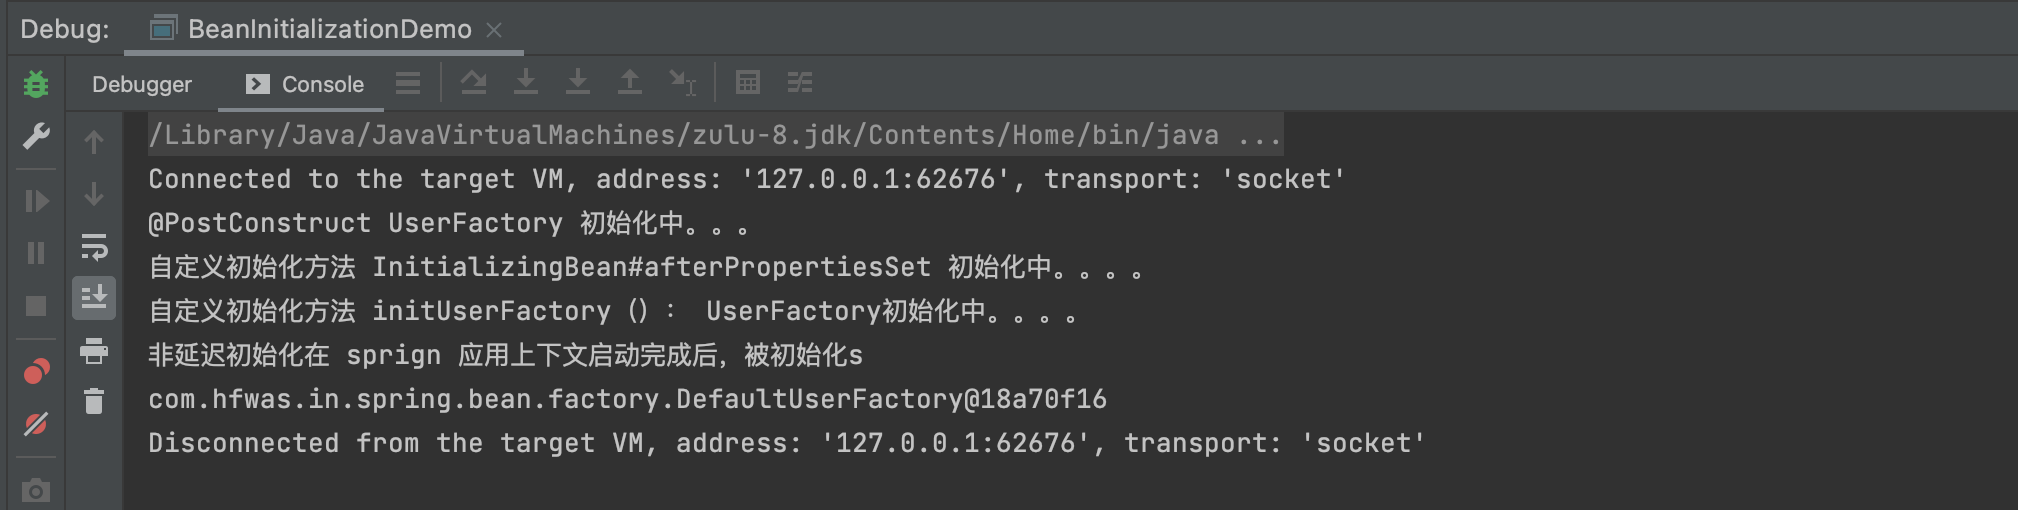 Debug: BeanInitializationDemo
Debugger Console
/Library/Java/JavaVirtualMachines/zulu-8.jdk/Contents/Home/bin/java ...
Connected to the target VM, address: '127.0.0.1:62676', transport: 'socket'
@PostConstruct UserFactory 初始化中。。。
自定义初始化方法 InitializingBean#afterPropertiesSet 初始化中。。。。
自定义初始化方法 initUserFactory（）： UserFactory初始化中。。。。
非延迟初始化在 sprign 应用上下文启动完成后，被初始化s
com.hfwas.in.spring.bean.factory.DefaultUserFactory@18a70f16
Disconnected from the target VM, address: '127.0.0.1:62676', transport: 'socket'